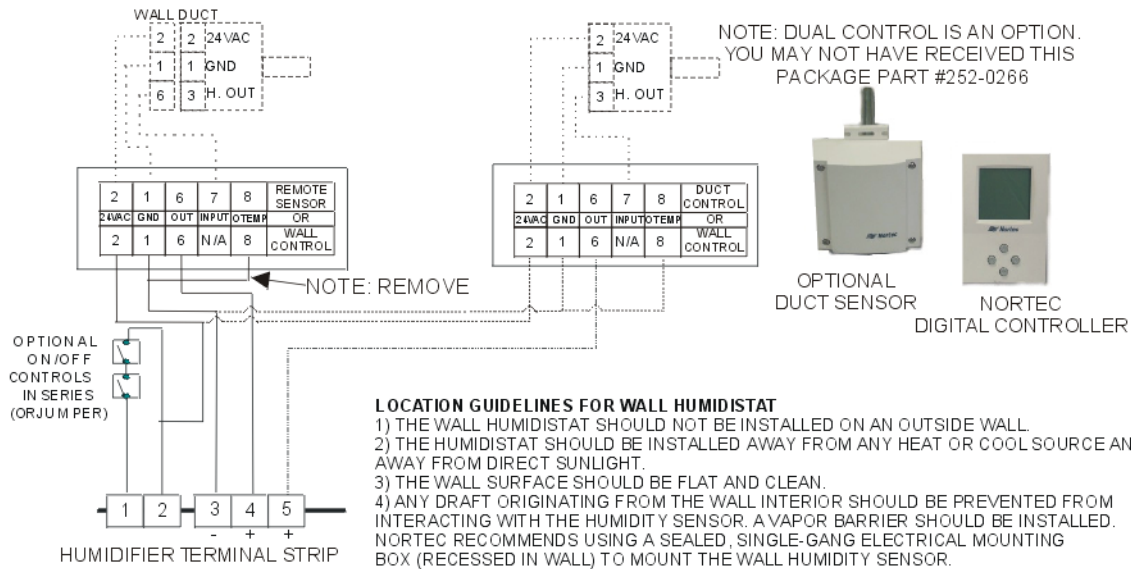 WALL DUCT
2 2 24VAC
1 1 GND
6 3 H. OUT
2 24VAC
1 GND
3 H. OUT
NOTE: DUAL CONTROL IS AN OPTION.
YOU MAY NOT HAVE RECEIVED THIS
PACKAGE PART #252-0266
2 1 6 7 8 REMOTE SENSOR
24VAC GND OUT INPUT OTEMP OR
2 1 6 N/A 8 WALL CONTROL
2 1 6 7 8 DUCT CONTROL
24VAC GND OUT INPUT OTEMP OR
2 1 6 N/A 8 WALL CONTROL
NOTE: REMOVE
Nortec
Nortec
OPTIONAL
DUCT SENSOR
NORTEC
DIGITAL CONTROLLER
OPTIONAL
ON/OFF
CONTROLS
IN SERIES
(ORJUMPER)
LOCATION GUIDELINES FOR WALL HUMIDISTAT
1) THE WALL HUMIDISTAT SHOULD NOT BE INSTALLED ON AN OUTSIDE WALL.
2) THE HUMIDISTAT SHOULD BE INSTALLED AWAY FROM ANY HEAT OR COOL SOURCE AN
AWAY FROM DIRECT SUNLIGHT.
3) THE WALL SURFACE SHOULD BE FLAT AND CLEAN.
4) ANY DRAFT ORIGINATING FROM THE WALL INTERIOR SHOULD BE PREVENTED FROM
INTERACTING WITH THE HUMIDITY SENSOR. A VAPOR BARRIER SHOULD BE INSTALLED.
NORTEC RECOMMENDS USING A SEALED, SINGLE-GANG ELECTRICAL MOUNTING
BOX (RECESSED IN WALL) TO MOUNT THE WALL HUMIDITY SENSOR.
1 2 3 4 5
- + +
HUMIDIFIER TERMINAL STRIP